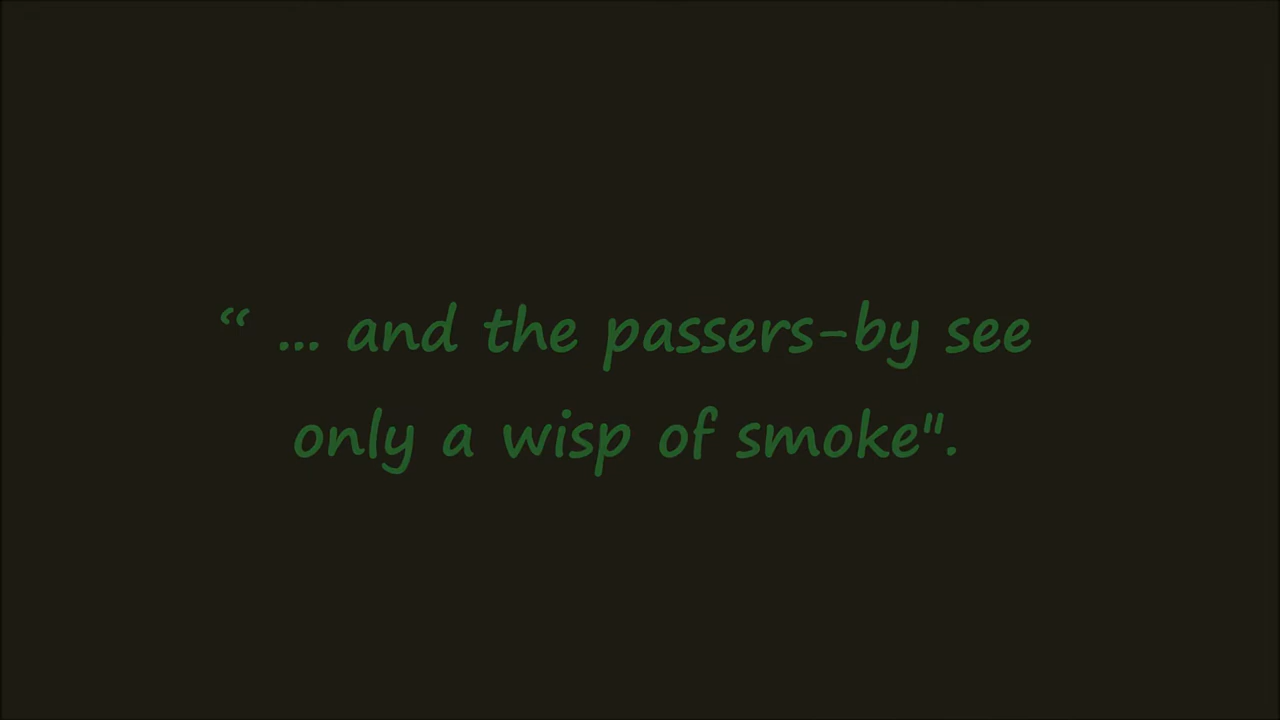 “ ... and the passers-by see
only a wisp of smoke".